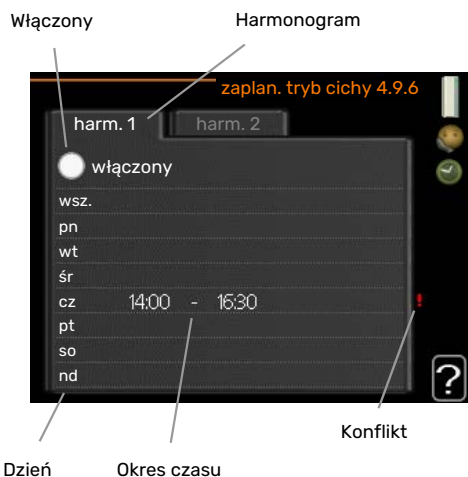 Włączony
Harmonogram
zaplan. tryb cichy 4.9.6
harm. 1
harm. 2
włączony
wsz.
pn
wt
śr
cz 14:00 - 16:30
!
pt
so
nd
?
Konflikt
Dzień
Okres czasu